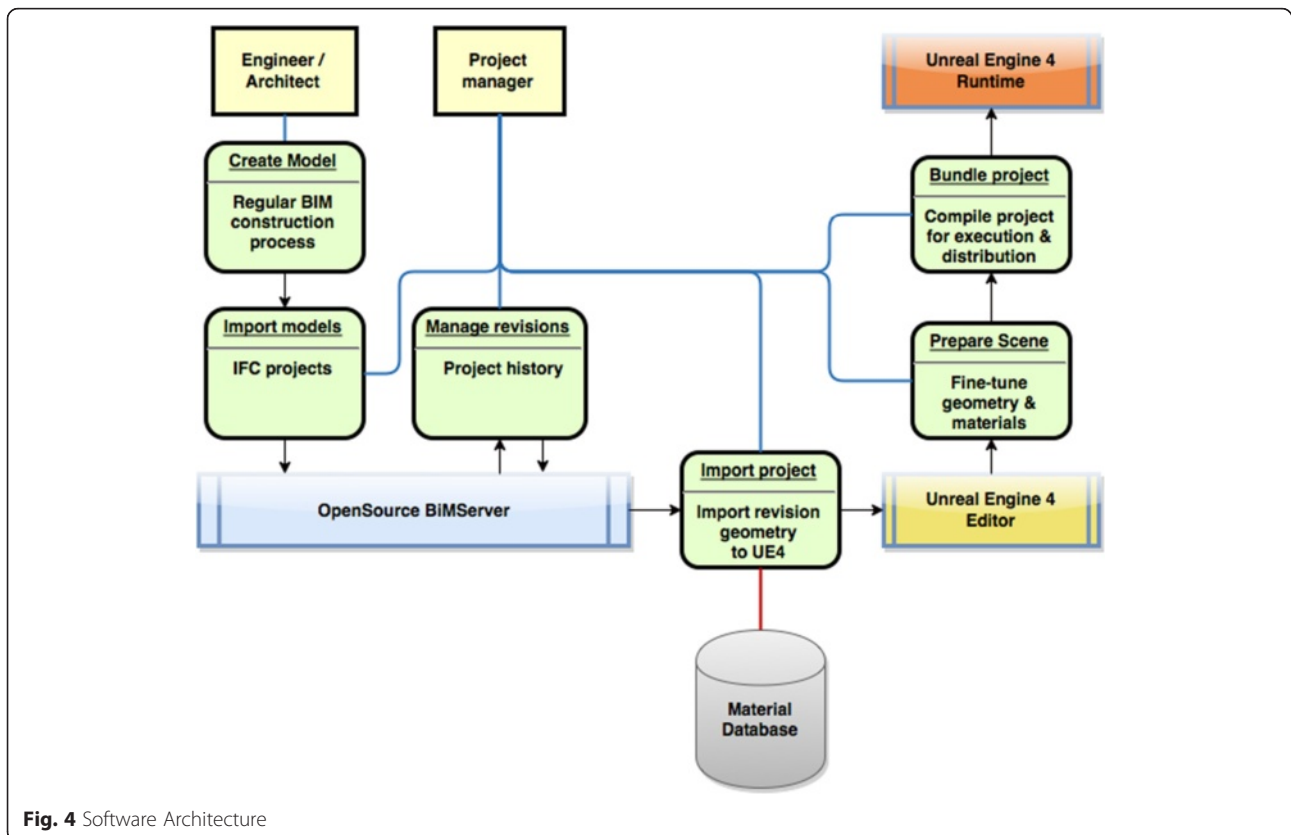 Engineer /
Architect
Project
manager
Unreal Engine 4
Runtime
Create Model
Regular BIM
construction
process
Bundle project
Compile project
for execution &
distribution
Import models
IFC projects
Manage revisions
Project history
Prepare Scene
Fine-tune
geometry &
materials
OpenSource BiMServer
Import project
Import revision
geometry
to UE4
Unreal Engine 4
Editor
Material
Database
Fig. 4 Software Architecture